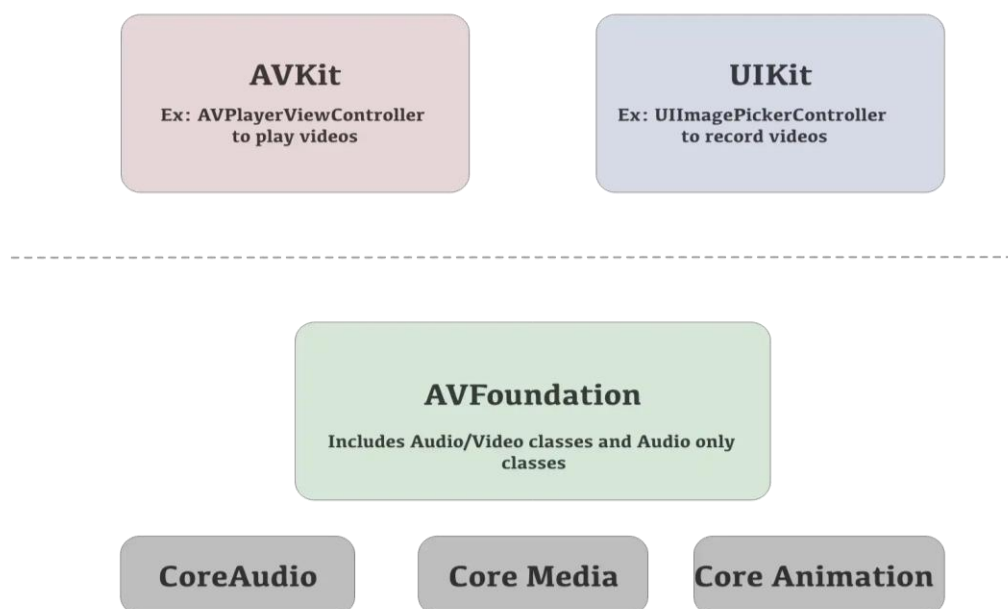 AVKit
Ex: AVPlayerViewController
to play videos
UIKit
Ex: UIImagePickerController
to record videos
AVFoundation
Includes Audio/Video classes and Audio only
classes
CoreAudio
Core Media
Core Animation